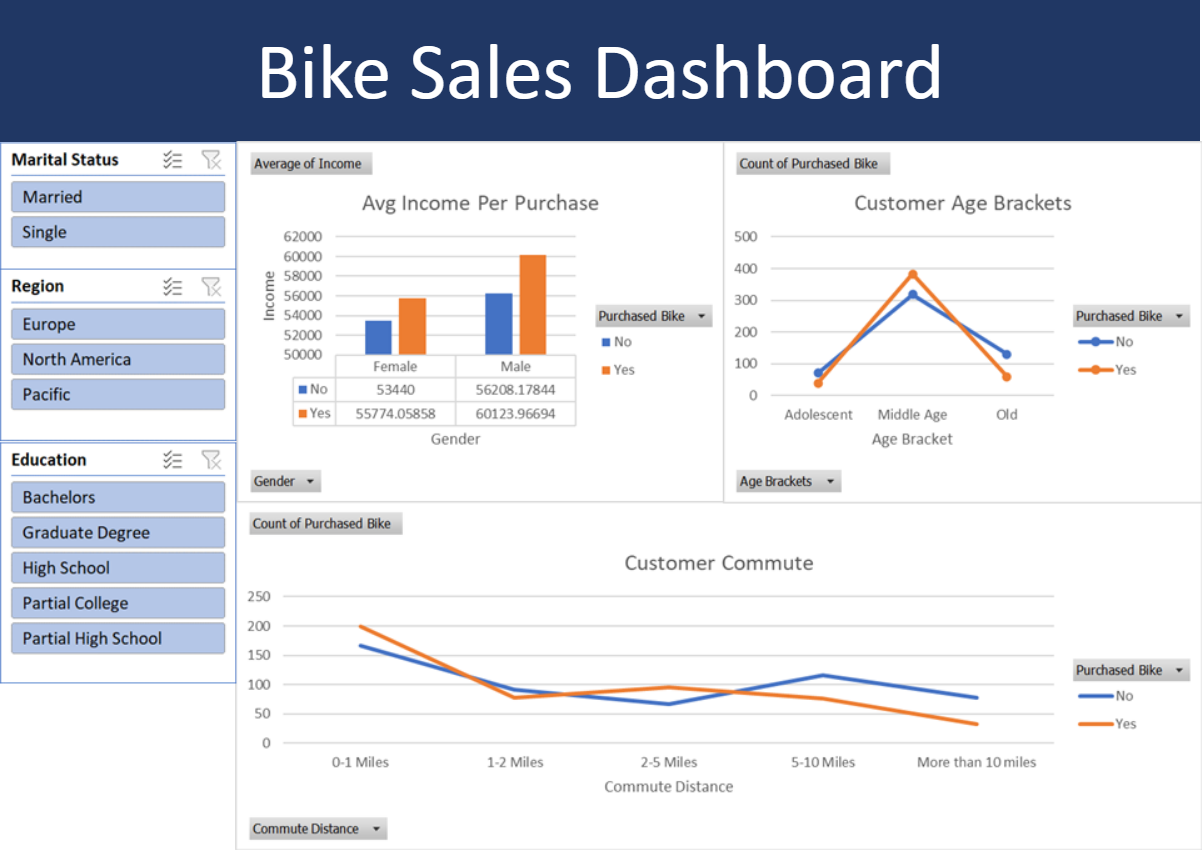 Bike Sales Dashboard
Marital Status
Married
Single
Region
Europe
North America
Pacific
Education
Bachelors
Graduate Degree
High School
Partial College
Partial High School
Average of Income
Avg Income Per Purchase
Income
62000
60000
58000
56000
54000
52000
50000
Female Male
No 53440 56208.17844
Yes 55774.05858 60123.96694
Gender
Purchased Bike
No
Yes
Gender
Count of Purchased Bike
Customer Age Brackets
500
400
300
200
100
0
Adolescent Middle Age Old
Age Bracket
Purchased Bike
No
Yes
Age Brackets
Count of Purchased Bike
Customer Commute
250
200
150
100
50
0
0-1 Miles 1-2 Miles 2-5 Miles 5-10 Miles More than 10 miles
Commute Distance
Purchased Bike
No
Yes
Commute Distance